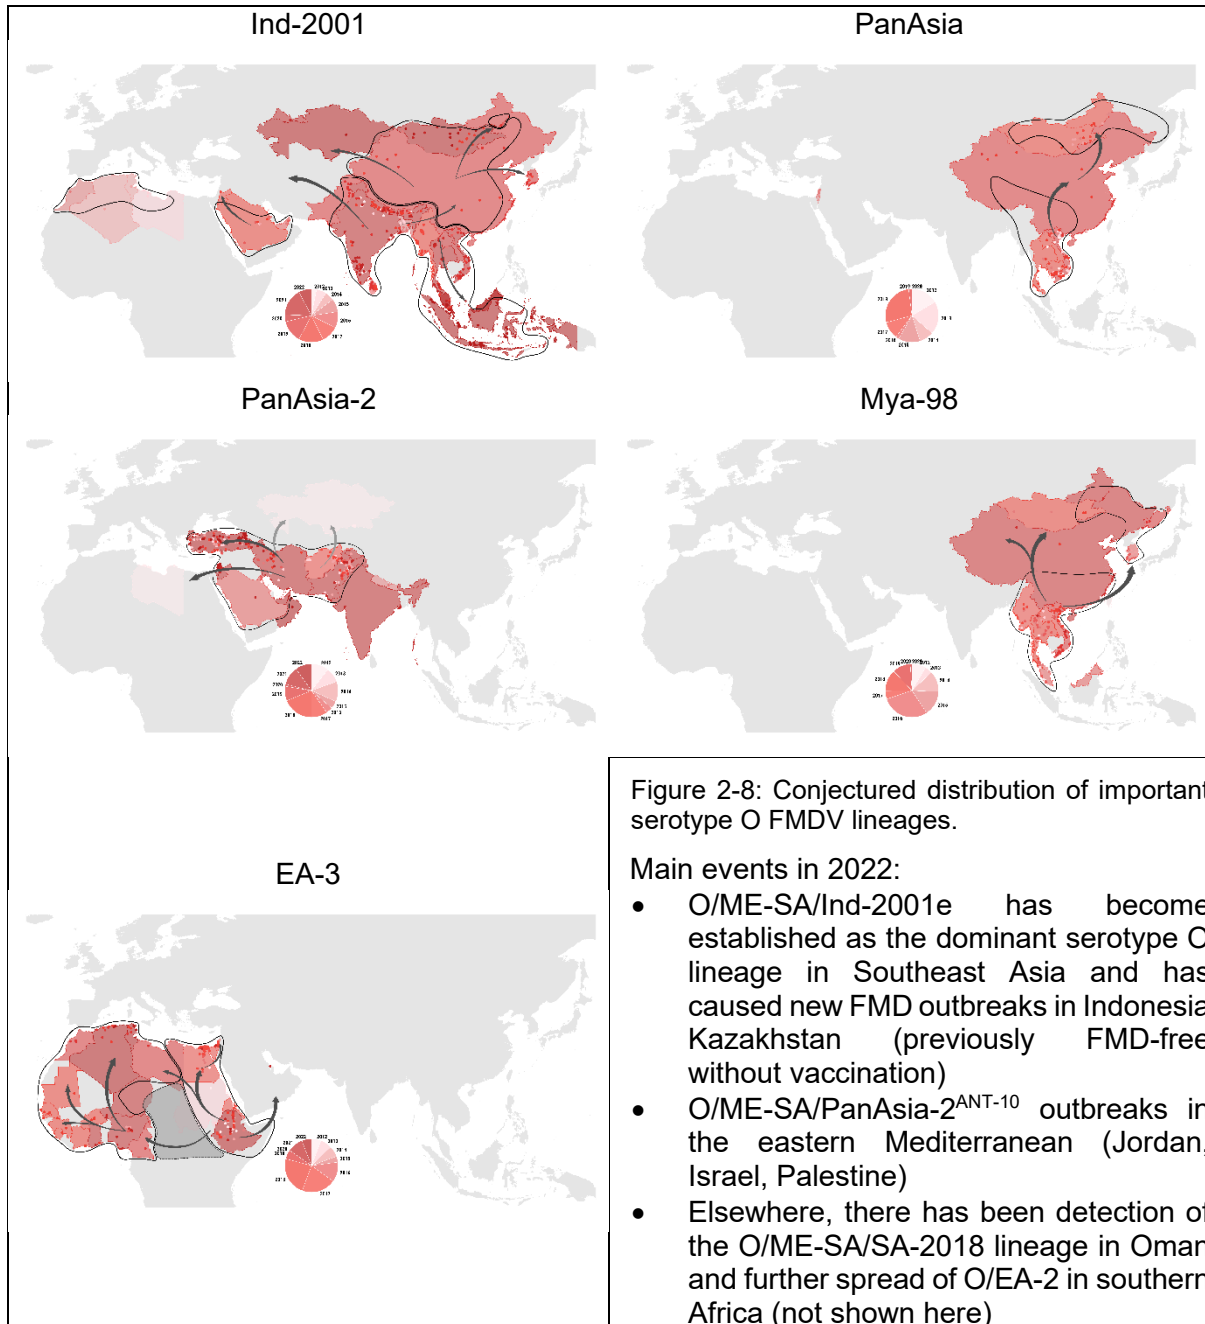 Ind-2001
PanAsia
PanAsia-2
Mya-98
EA-3
Figure 2-8: Conjectured distribution of important
serotype O FMDV lineages.
Main events in 2022:
• O/ME-SA/Ind-2001e has become
established as the dominant serotype O
lineage in Southeast Asia and has
caused new FMD outbreaks in Indonesia
Kazakhstan (previously FMD-free
without vaccination)
• O/ME-SA/PanAsia-2ANT-10 outbreaks in
the eastern Mediterranean (Jordan,
Israel, Palestine)
• Elsewhere, there has been detection of
the O/ME-SA/SA-2018 lineage in Oman
and further spread of O/EA-2 in southern
Africa (not shown here)